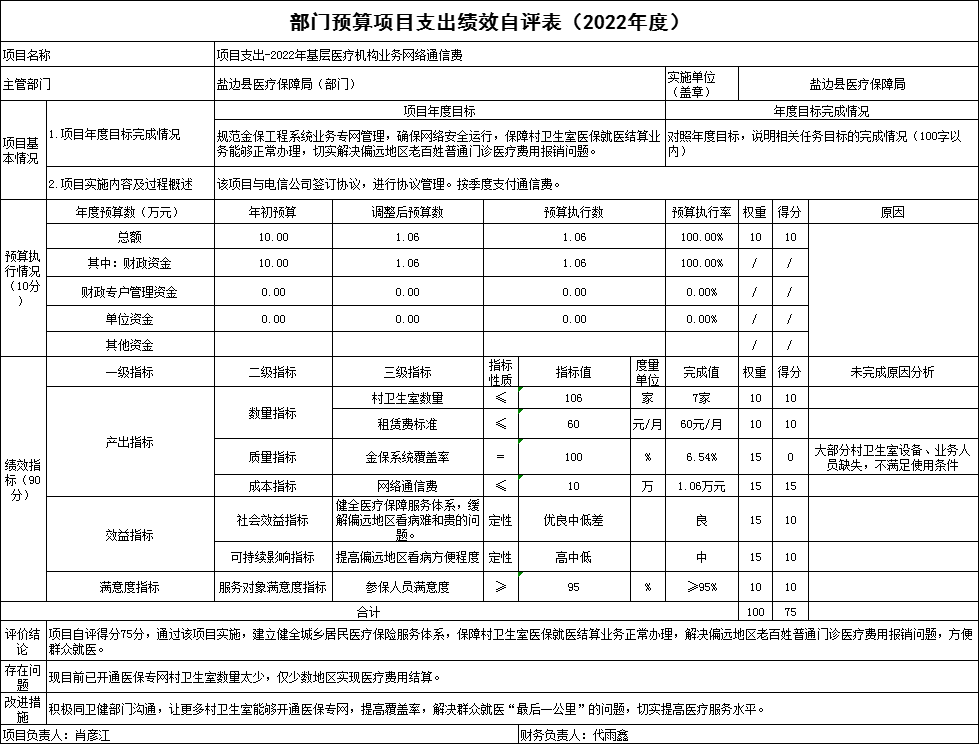 部门预算项目支出绩效自评表（2022年度）
项目名称 项目支出-2022年基层医疗机构业务网络通信费
主管部门 盐边县医疗保障局（部门） 实施单位（盖章） 盐边县医疗保障局
项目基本情况 1.项目年度目标完成情况 项目年度目标 年度目标完成情况
规范金保工程系统业务专网管理，确保网络安全运行，保障村卫生室医保就医结算业
务能够正常办理，切实解决偏远地区老百姓普通门诊医疗费用报销问题。
对照年度目标，说明相关任务目标的完成情况（100字以
内）
2.项目实施内容及过程概述 该项目与电信公司签订协议，进行协议管理。按季度支付通信费。
预算执行情况（10分） 年度预算数（万元） 年初预算 调整后预算数 预算执行数 预算执行率 权重 得分 原因
总额 10.00 1.06 1.06 100.00% 10 10
其中：财政资金 10.00 1.06 1.06 100.00% / /
财政专户管理资金 0.00 0.00 0.00 0.00% / /
单位资金 0.00 0.00 0.00 0.00% / /
其他资金 / /
绩效指标（90分） 一级指标 二级指标 三级指标 指标性质 指标值 度量单位 完成值 权重 得分 未完成原因分析
产出指标 数量指标 村卫生室数量 ≤ 106 家 7家 10 10
租赁费标准 ≤ 60 元/月 60元/月 10 10
质量指标 金保系统覆盖率 = 100 % 6.54% 15 0 大部分村卫生室设备、业务人
员缺失，不满足使用条件
成本指标 网络通信费 ≤ 10 万 1.06万元 15 15
效益指标 社会效益指标 健全医疗保障服务体系，缓
解偏远地区看病难和贵的问
题。 定性 优良中低差 良 15 10
可持续影响指标 提高偏远地区看病方便程度 定性 高中低 中 15 10
满意度指标 服务对象满意度指标 参保人员满意度 ≥ 95 % ≥95% 10 10
合计 100 75
评价结论 项目自评得分75分，通过该项目实施，建立健全城乡居民医疗保险服务体系，保障村卫生室医保就医结算业务正常办理，解决偏远地区老百姓普通门诊医疗费用报销问题，方便
群众就医。
存在问题 现目前已开通医保专网村卫生室数量太少，仅少数地区实现医疗费用结算。
改进措施 积极同卫健部门沟通，让更多村卫生室能够开通医保专网，提高覆盖率，解决群众就医“最后一公里”的问题，切实提高医疗服务水平。
项目负责人：肖彦江 财务负责人：代雨鑫